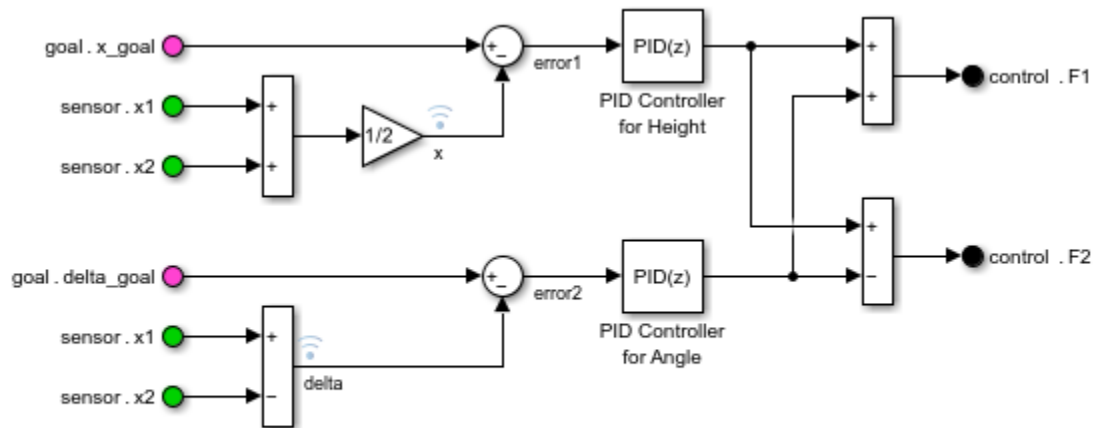 goal . x_goal
+
−
error1
PID(z)
PID Controller
for Height
+
+
control . F1
sensor . x1
sensor . x2
+
+
1/2
x
goal . delta_goal
+
−
error2
PID(z)
PID Controller
for Angle
+
−
control . F2
sensor . x1
sensor . x2
+
−
delta